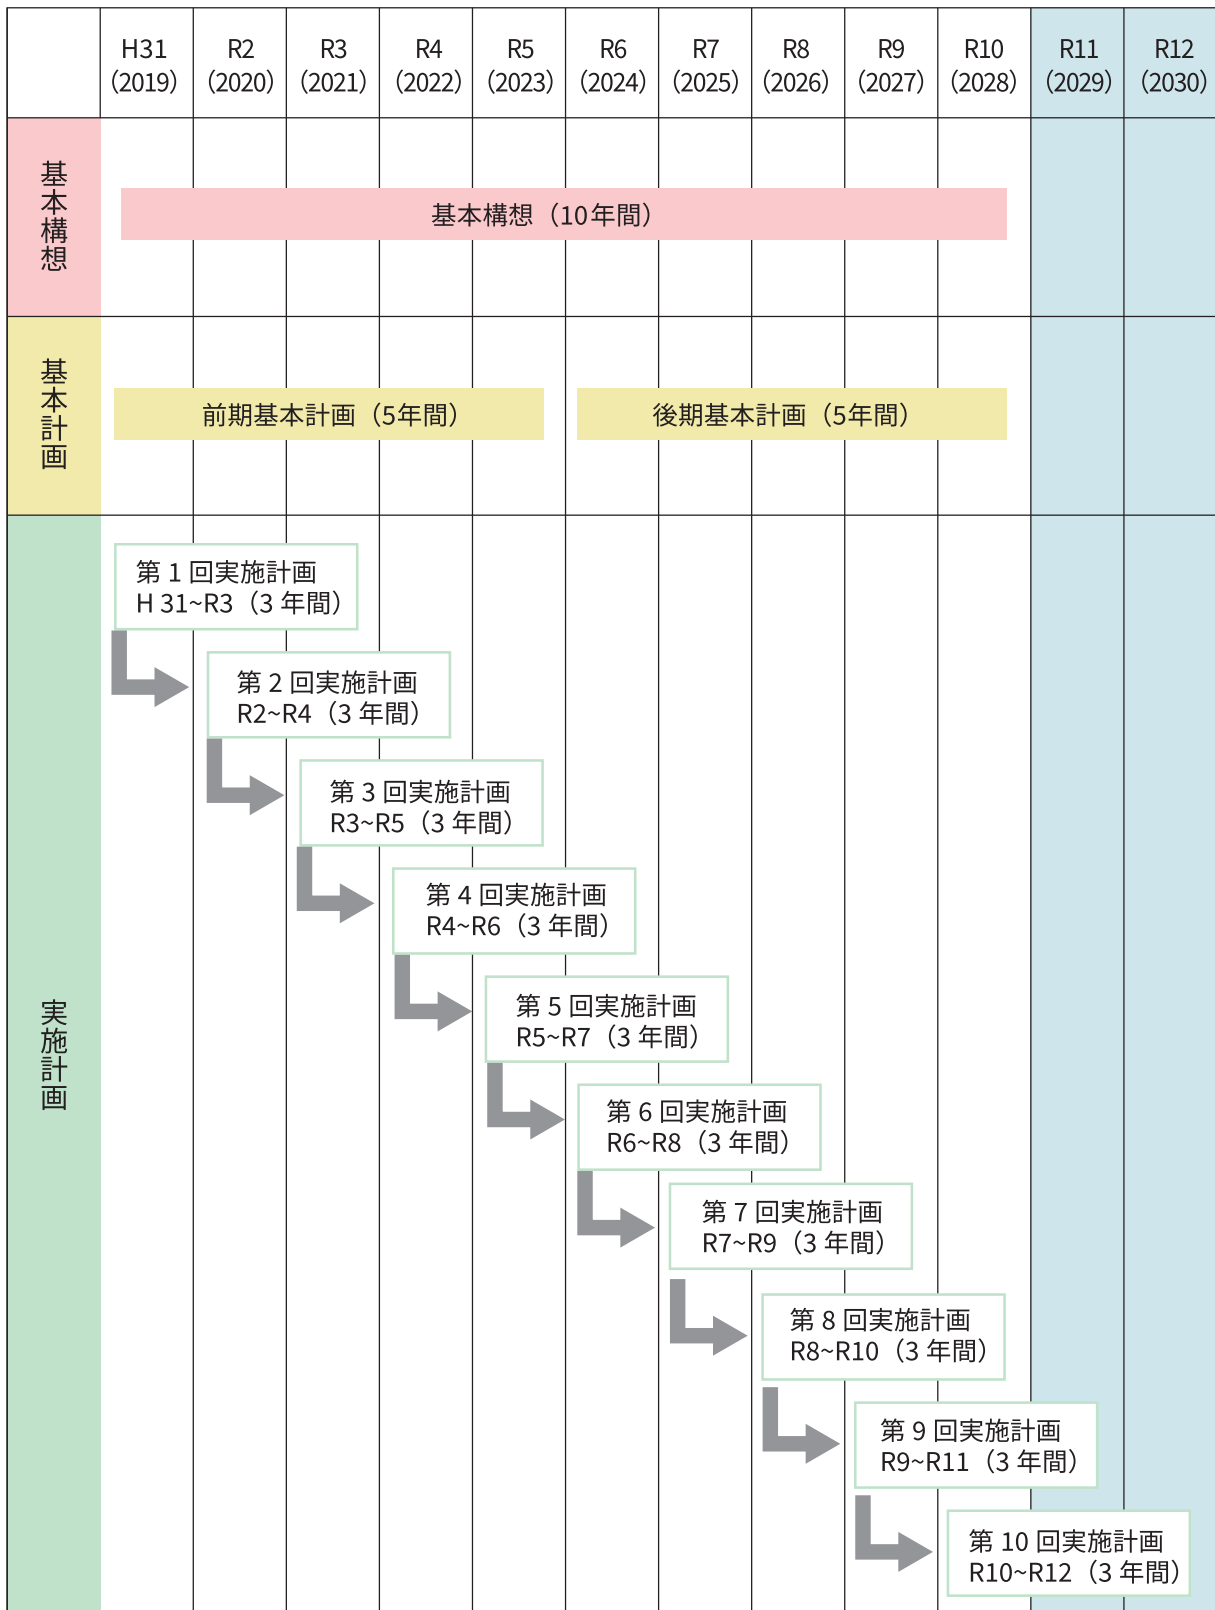 H31 R2 R3 R4 R5 R6 R7 R8 R9 R10 R11 R12
（2019）（2020）（2021）（2022）（2023）（2024）（2025）（2026）（2027）（2028）（2029）（2030）
基本構想
基本構想（10年間）
基本計画
前期基本計画（5年間） 後期基本計画（5年間）
実施計画
第 1 回実施計画
H 31~R3（3 年間）
第 2 回実施計画
R2~R4（3 年間）
第 3 回実施計画
R3~R5（3 年間）
第 4 回実施計画
R4~R6（3 年間）
第 5 回実施計画
R5~R7（3 年間）
第 6 回実施計画
R6~R8（3 年間）
第 7 回実施計画
R7~R9（3 年間）
第 8 回実施計画
R8~R10（3 年間）
第 9 回実施計画
R9~R11（3 年間）
第 10 回実施計画
R10~R12（3 年間）